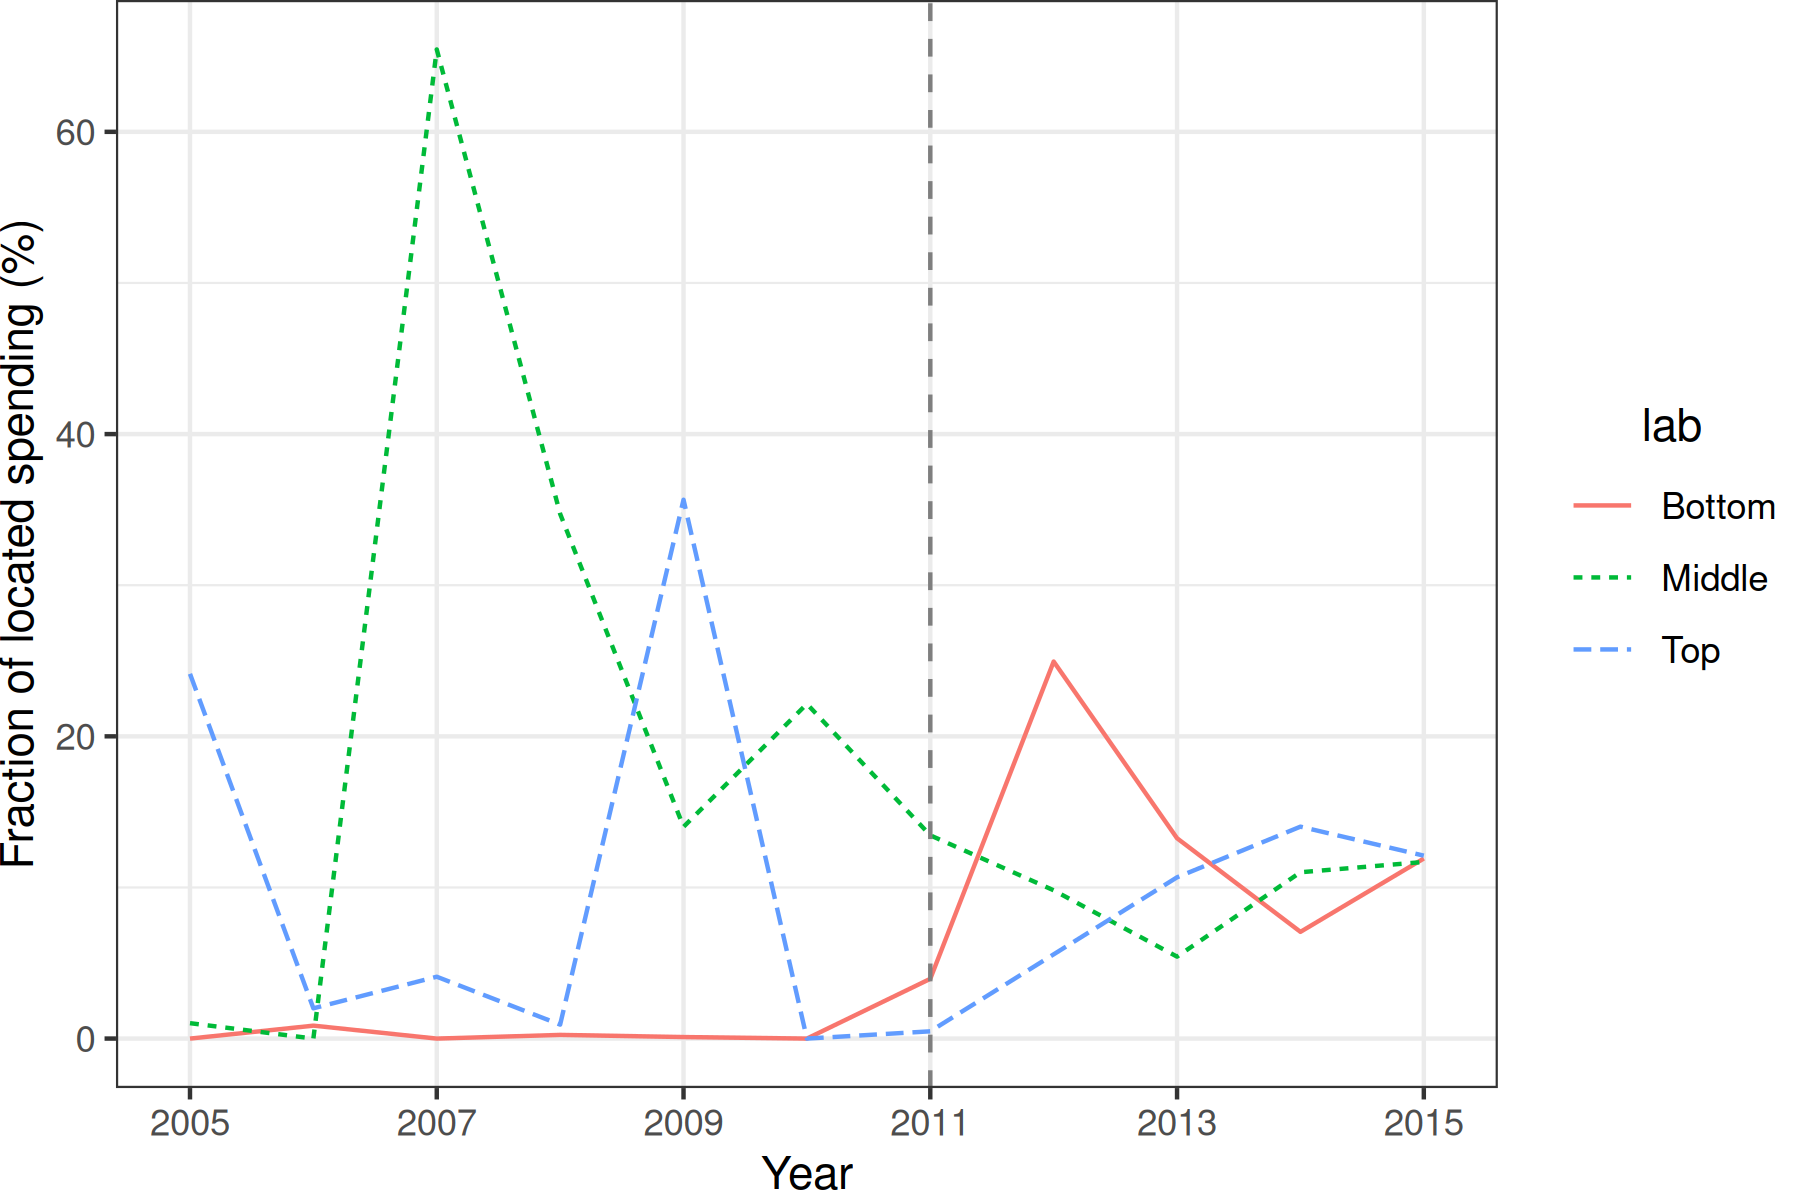 Fraction of located spending (%)
60
40
20
0
2005
2007
2009
2011
2013
2015
Year
lab
Bottom
Middle
Top